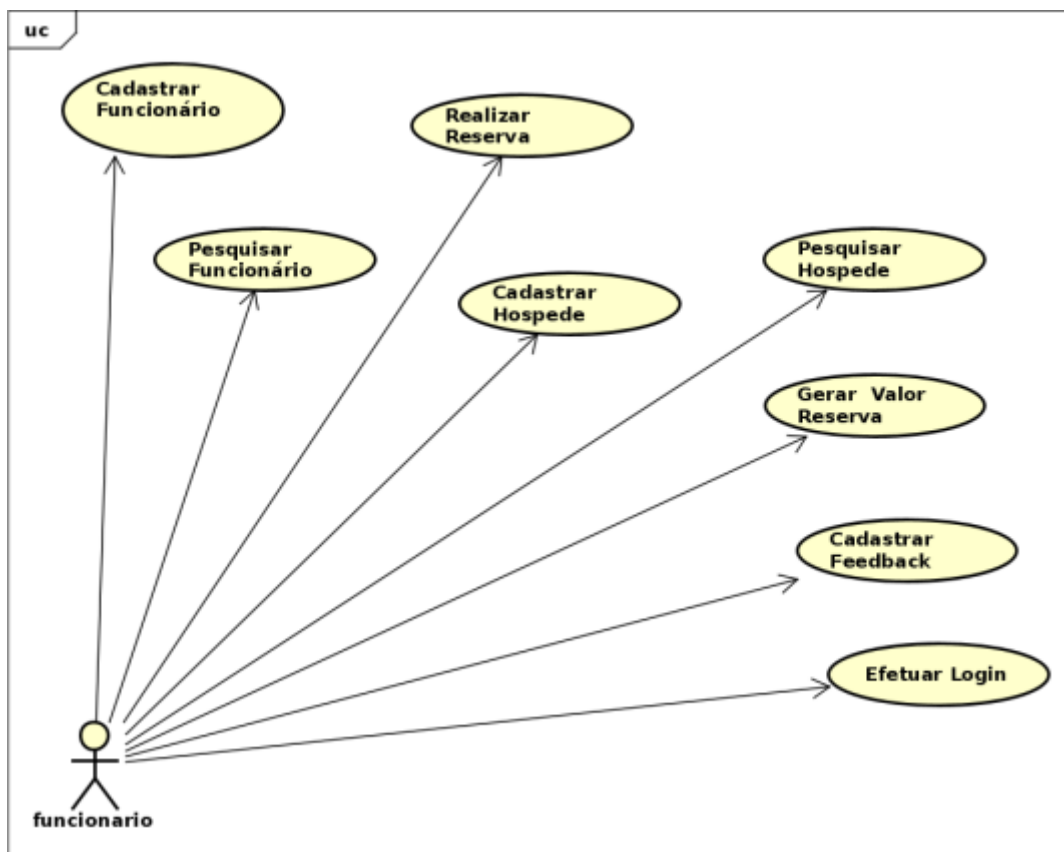 uc
Cadastrar
Funcionário
Realizar
Reserva
Pesquisar
Funcionário
Pesquisar
Hospede
Cadastrar
Hospede
Gerar Valor
Reserva
Cadastrar
Feedback
Efetuar Login
funcionario